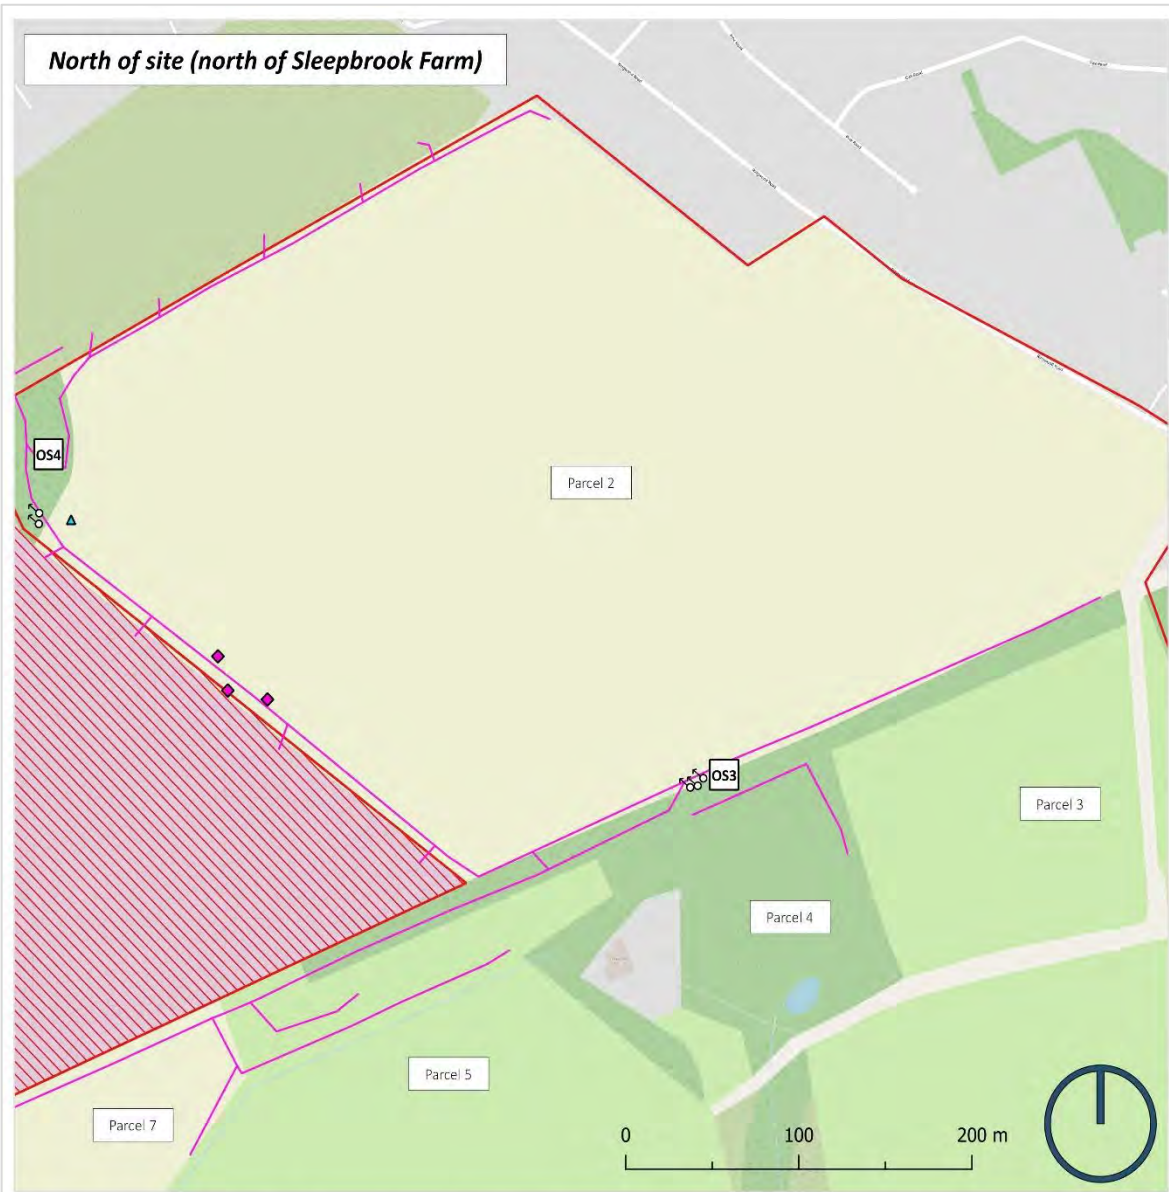 North of site (north of Sleepbrook Farm)
OS4
Parcel 2
OS3
Parcel 3
Parcel 4
Parcel 5
Parcel 7
0 100 200 m